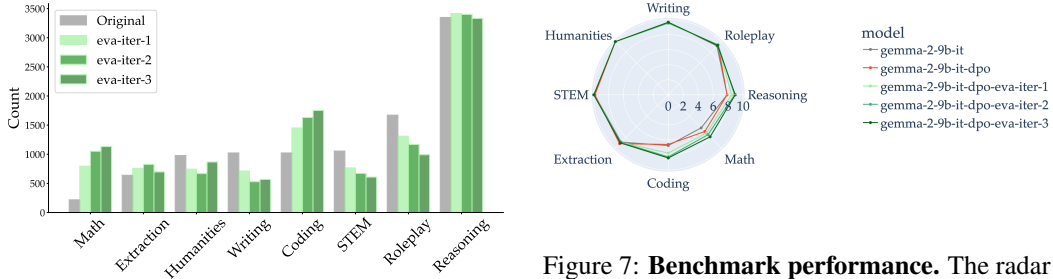 Count
3500
3000
2500
2000
1500
1000
500
0
Original
eva-iter-1
eva-iter-2
eva-iter-3
Math
Extraction
Humanities
Writing
Coding
STEM
Roleplay
Reasoning
Writing
Humanities
Roleplay
STEM
0 2 4 6 8 10
Reasoning
Extraction
Math
Coding
model
gemma-2-9b-it
gemma-2-9b-it-dpo
gemma-2-9b-it-dpo-eva-iter-1
gemma-2-9b-it-dpo-eva-iter-2
gemma-2-9b-it-dpo-eva-iter-3
Figure 7: Benchmark performance. The radar